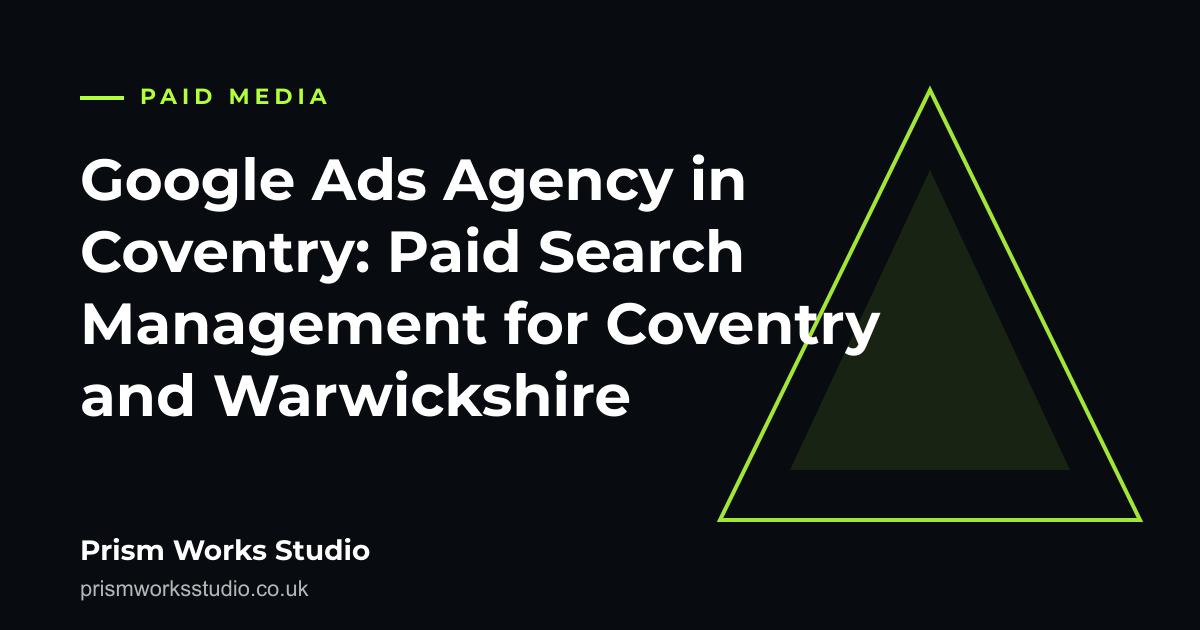 PAID MEDIA
Google Ads Agency in
Coventry: Paid Search
Management for Coventry
and Warwickshire
Prism Works Studio
prismworksstudio.co.uk